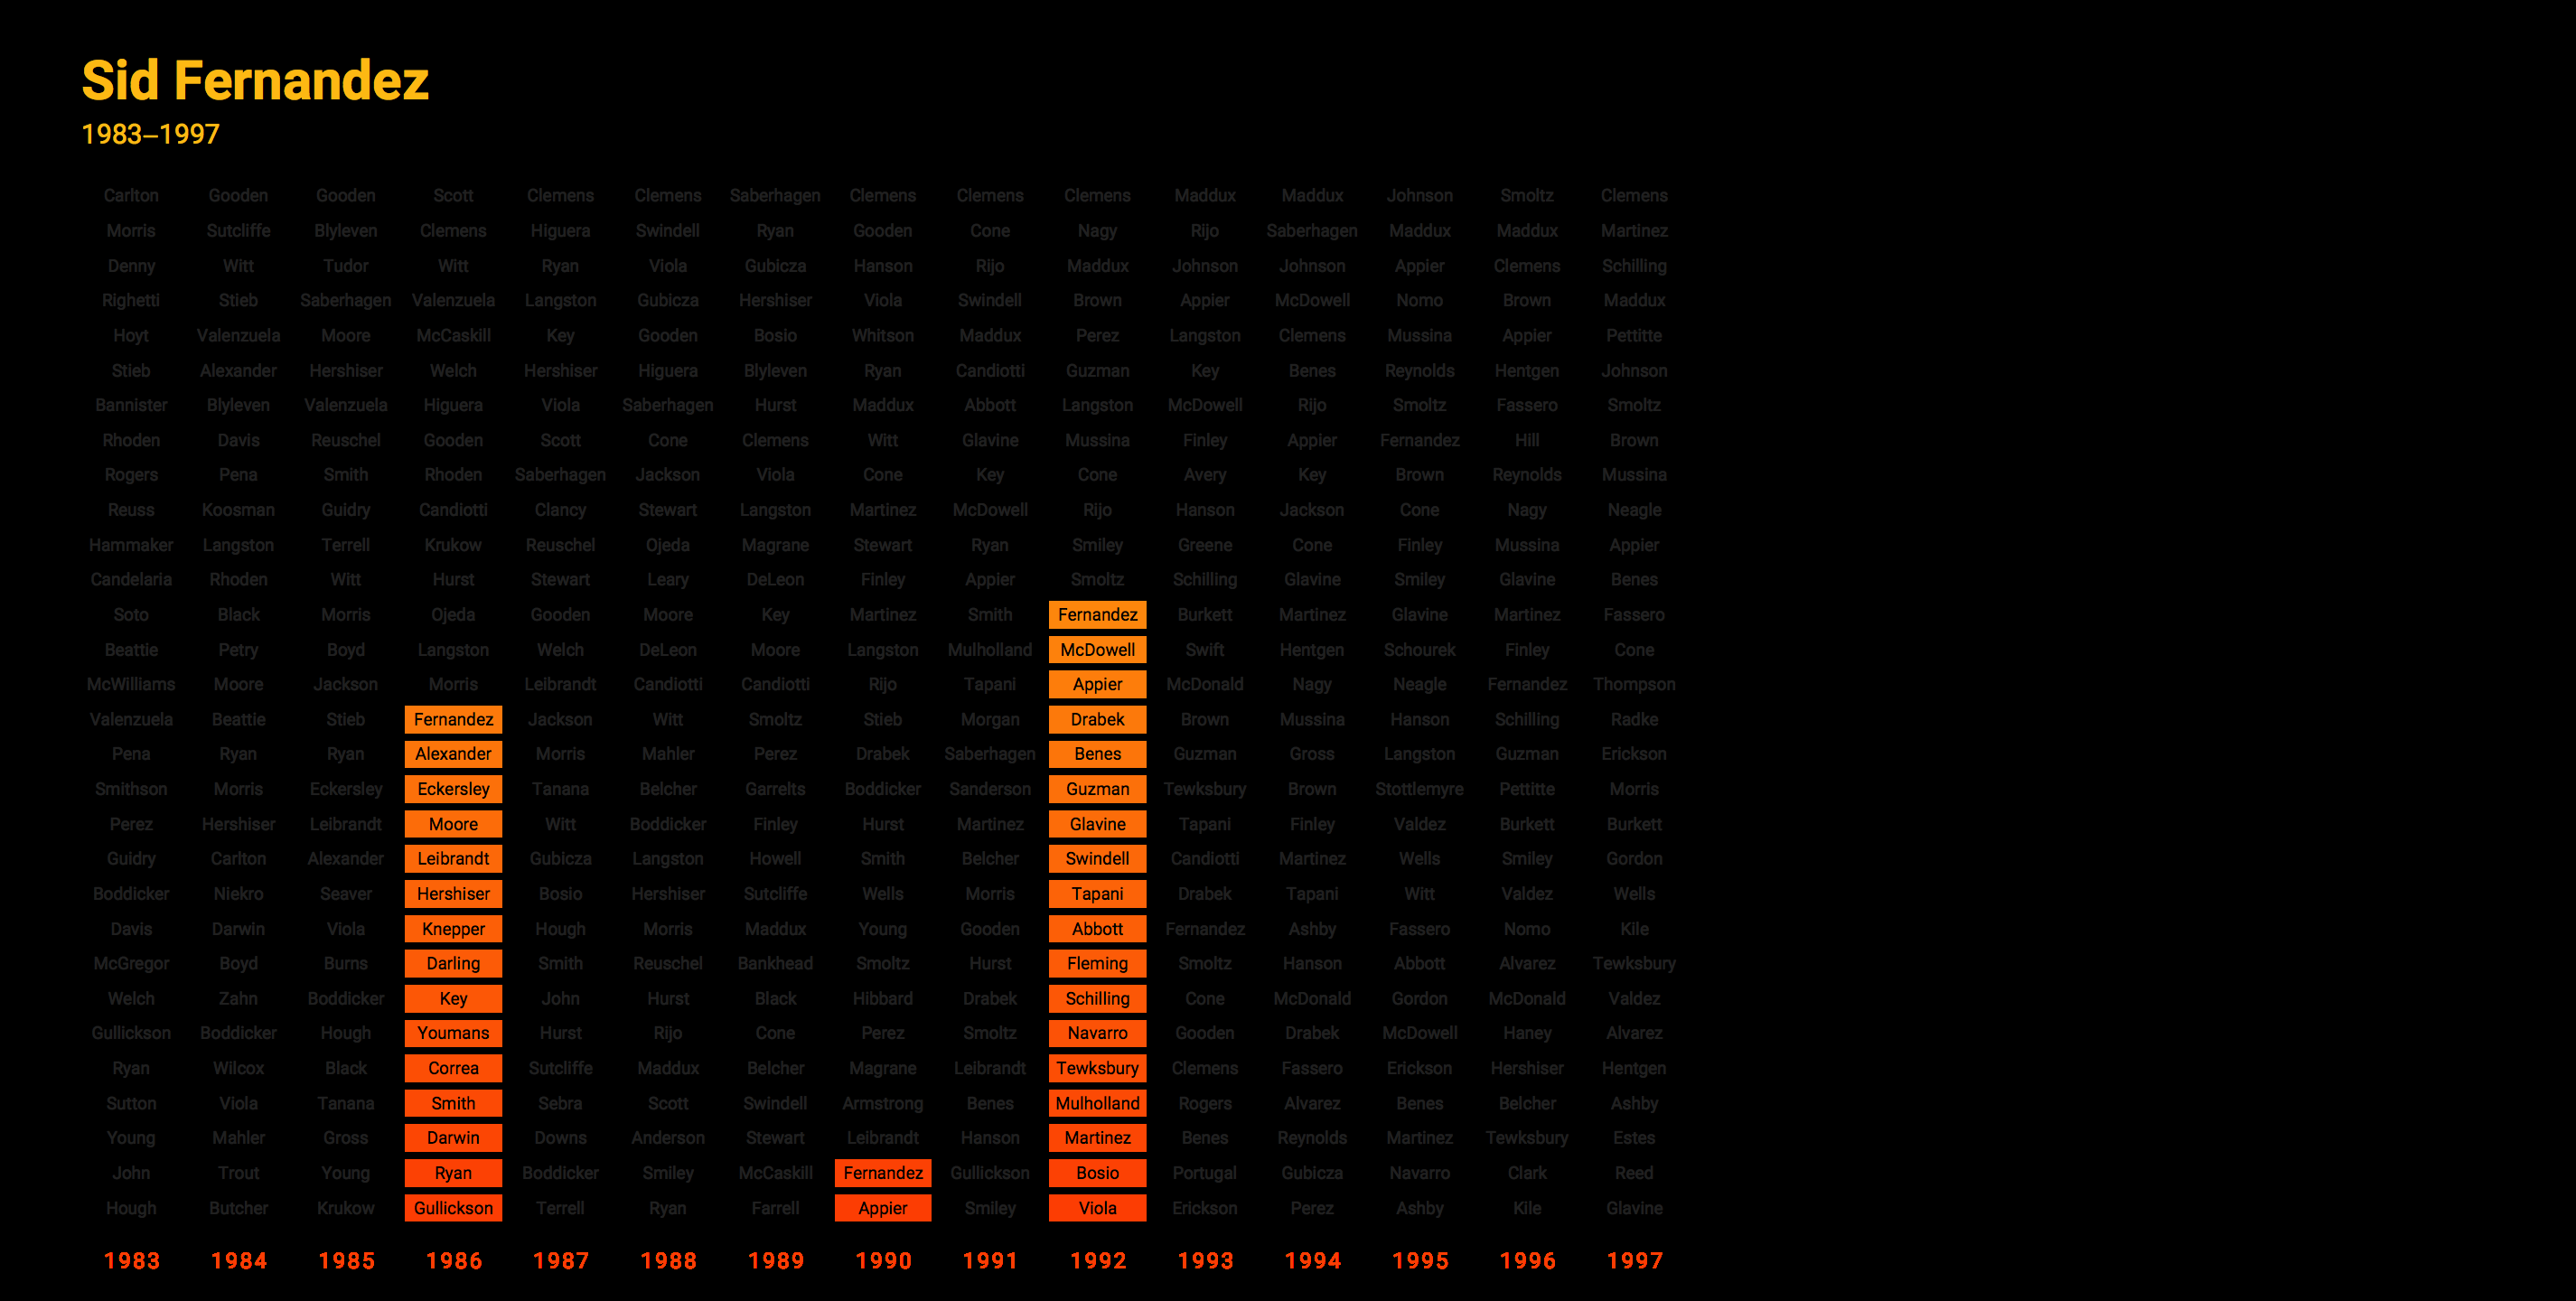 Sid Fernandez
1983–1997
Carlton Gooden Gooden Scott Clemens Clemens Saberhagen Clemens Clemens Clemens Maddux Maddux Johnson Smoltz Clemens
Morris Sutcliffe Blyleven Clemens Higuera Swindell Ryan Gooden Cone Nagy Rijo Saberhagen Maddux Maddux Martinez
Denny Witt Tudor Witt Ryan Viola Gubicza Hanson Rijo Maddux Johnson Johnson Appier Clemens Schilling
Righetti Stieb Saberhagen Valenzuela Langston Gubicza Hershiser Viola Swindell Brown Appier McDowell Nomo Brown Maddux
Hoyt Valenzuela Moore McCaskill Key Gooden Bosio Whitson Maddux Perez Langston Clemens Mussina Appier Pettitte
Stieb Alexander Hershiser Welch Hershiser Higuera Blyleven Ryan Candiotti Guzman Key Benes Reynolds Hentgen Johnson
Bannister Blyleven Valenzuela Higuera Viola Saberhagen Hurst Maddux Abbott Langston McDowell Rijo Smoltz Fassero Smoltz
Rhoden Davis Reuschel Gooden Scott Cone Clemens Witt Glavine Mussina Finley Appier Fernandez Hill Brown
Rogers Pena Smith Rhoden Saberhagen Jackson Viola Cone Key Cone Avery Key Brown Reynolds Mussina
Reuss Koosman Guidry Candiotti Clancy Stewart Langston Martinez McDowell Rijo Hanson Jackson Cone Nagy Neagle
Hammaker Langston Terrell Krukow Reuschel Ojeda Magrane Stewart Ryan Smiley Greene Cone Finley Mussina Appier
Candelaria Rhoden Witt Hurst Stewart Leary DeLeon Finley Appier Smoltz Schilling Glavine Smiley Glavine Benes
Soto Black Morris Ojeda Gooden Moore Key Martinez Smith Fernandez Burkett Martinez Glavine Martinez Fassero
Beattie Petry Boyd Langston Welch DeLeon Moore Langston Mulholland McDowell Swift Hentgen Schourek Finley Cone
McWilliams Moore Jackson Morris Leibrandt Candiotti Candiotti Rijo Tapani Appier McDonald Nagy Neagle Fernandez Thompson
Valenzuela Beattie Stieb Fernandez Jackson Witt Smoltz Stieb Morgan Drabek Brown Mussina Hanson Schilling Radke
Pena Ryan Ryan Alexander Morris Mahler Perez Drabek Saberhagen Benes Guzman Gross Langston Guzman Erickson
Smithson Morris Eckersley Eckersley Tanana Belcher Garrelts Boddicker Sanderson Guzman Tewksbury Brown Stottlemyre Pettitte Morris
Perez Hershiser Leibrandt Moore Witt Boddicker Finley Hurst Martinez Glavine Tapani Finley Valdez Burkett Burkett
Guidry Carlton Alexander Leibrandt Gubicza Langston Howell Smith Belcher Swindell Candiotti Martinez Wells Smiley Gordon
Boddicker Niekro Seaver Hershiser Bosio Hershiser Sutcliffe Wells Morris Tapani Drabek Tapani Witt Valdez Wells
Davis Darwin Viola Knepper Hough Morris Maddux Young Gooden Abbott Fernandez Ashby Fassero Nomo Kile
McGregor Boyd Burns Darling Smith Reuschel Bankhead Smoltz Hurst Fleming Smoltz Hanson Abbott Alvarez Tewksbury
Welch Zahn Boddicker Key John Hurst Black Hibbard Drabek Schilling Cone McDonald Gordon McDonald Valdez
Gullickson Boddicker Hough Youmans Hurst Rijo Cone Perez Smoltz Navarro Gooden Drabek McDowell Haney Alvarez
Ryan Wilcox Black Correa Sutcliffe Maddux Belcher Magrane Leibrandt Tewksbury Clemens Fassero Erickson Hershiser Hentgen
Sutton Viola Tanana Smith Sebra Scott Swindell Armstrong Benes Mulholland Rogers Alvarez Benes Belcher Ashby
Young Mahler Gross Darwin Downs Anderson Stewart Leibrandt Hanson Martinez Benes Reynolds Martinez Tewksbury Estes
John Trout Young Ryan Boddicker Smiley McCaskill Fernandez Gullickson Bosio Portugal Gubicza Navarro Clark Reed
Hough Butcher Krukow Gullickson Terrell Ryan Farrell Appier Smiley Viola Erickson Perez Ashby Kile Glavine
1983 1984 1985 1986 1987 1988 1989 1990 1991 1992 1993 1994 1995 1996 1997